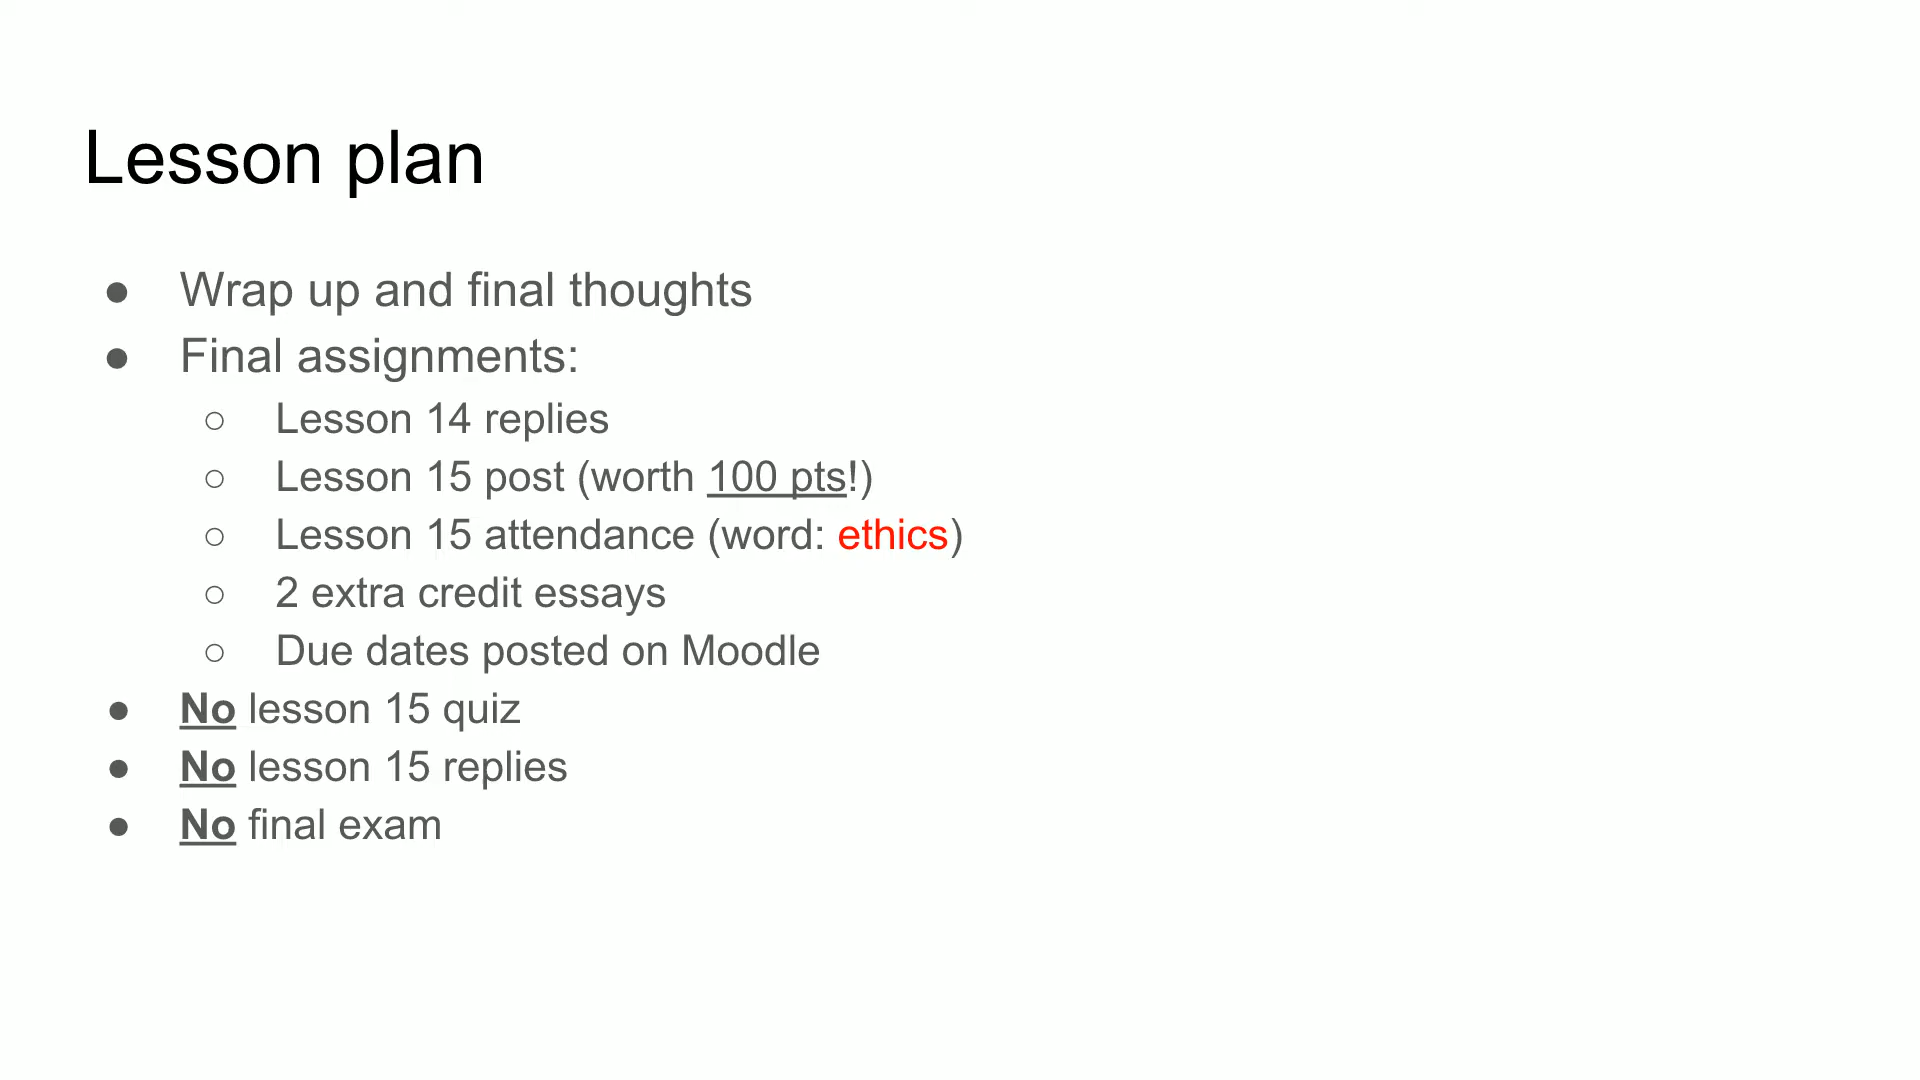 Lesson plan
● Wrap up and final thoughts
● Final assignments:
○ Lesson 14 replies
○ Lesson 15 post (worth 100 pts!)
○ Lesson 15 attendance (word: ethics)
○ 2 extra credit essays
○ Due dates posted on Moodle
● No lesson 15 quiz
● No lesson 15 replies
● No final exam